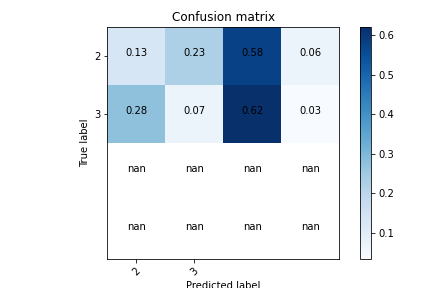 Confusion matrix
2 0.13 0.23 0.58 0.06
3 0.28 0.07 0.62 0.03
nan nan nan nan
nan nan nan nan
2 3
True label
Predicted label
0.6
0.5
0.4
0.3
0.2
0.1